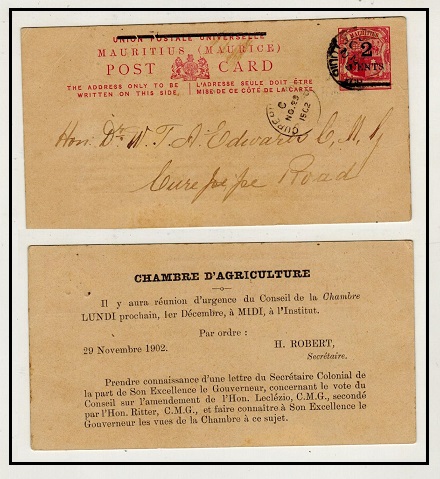 UNION POSTALE UNIVERSELLE
MAURITIUS (MAURICE)
POST CARD
THE ADDRESS ONLY TO BE WRITTEN ON THIS SIDE.
L'ADRESSE SEULE DOIT ÊTRE MISE DE CÔTÉ DE LA CARTE
MAURITIUS
2
CENTS
CUREPIPE
C
NO 29
1902
Hon. Dr. W. T. A. Edwards C. M. G
Curepipe Road
CHAMBRE D'AGRICULTURE
Il y aura réunion d'urgence du Conseil de la Chambre
LUNDI prochain, 1er Décembre, à MIDI, à l'Institut.
Par ordre :
29 Novembre 1902.
H. ROBERT,
Secrétaire.
Prendre connaissance d'une lettre du Secrétaire Colonial de
la part de Son Excellence le Gouverneur, concernant le vote du
Conseil sur l'amendement de l'Hon. Leclézio, C.M.G., secondé
par l'Hon. Ritter, C.M.G., et faire connaître à Son Excellence le
Gouverneur les vues de la Chambre à ce sujet.